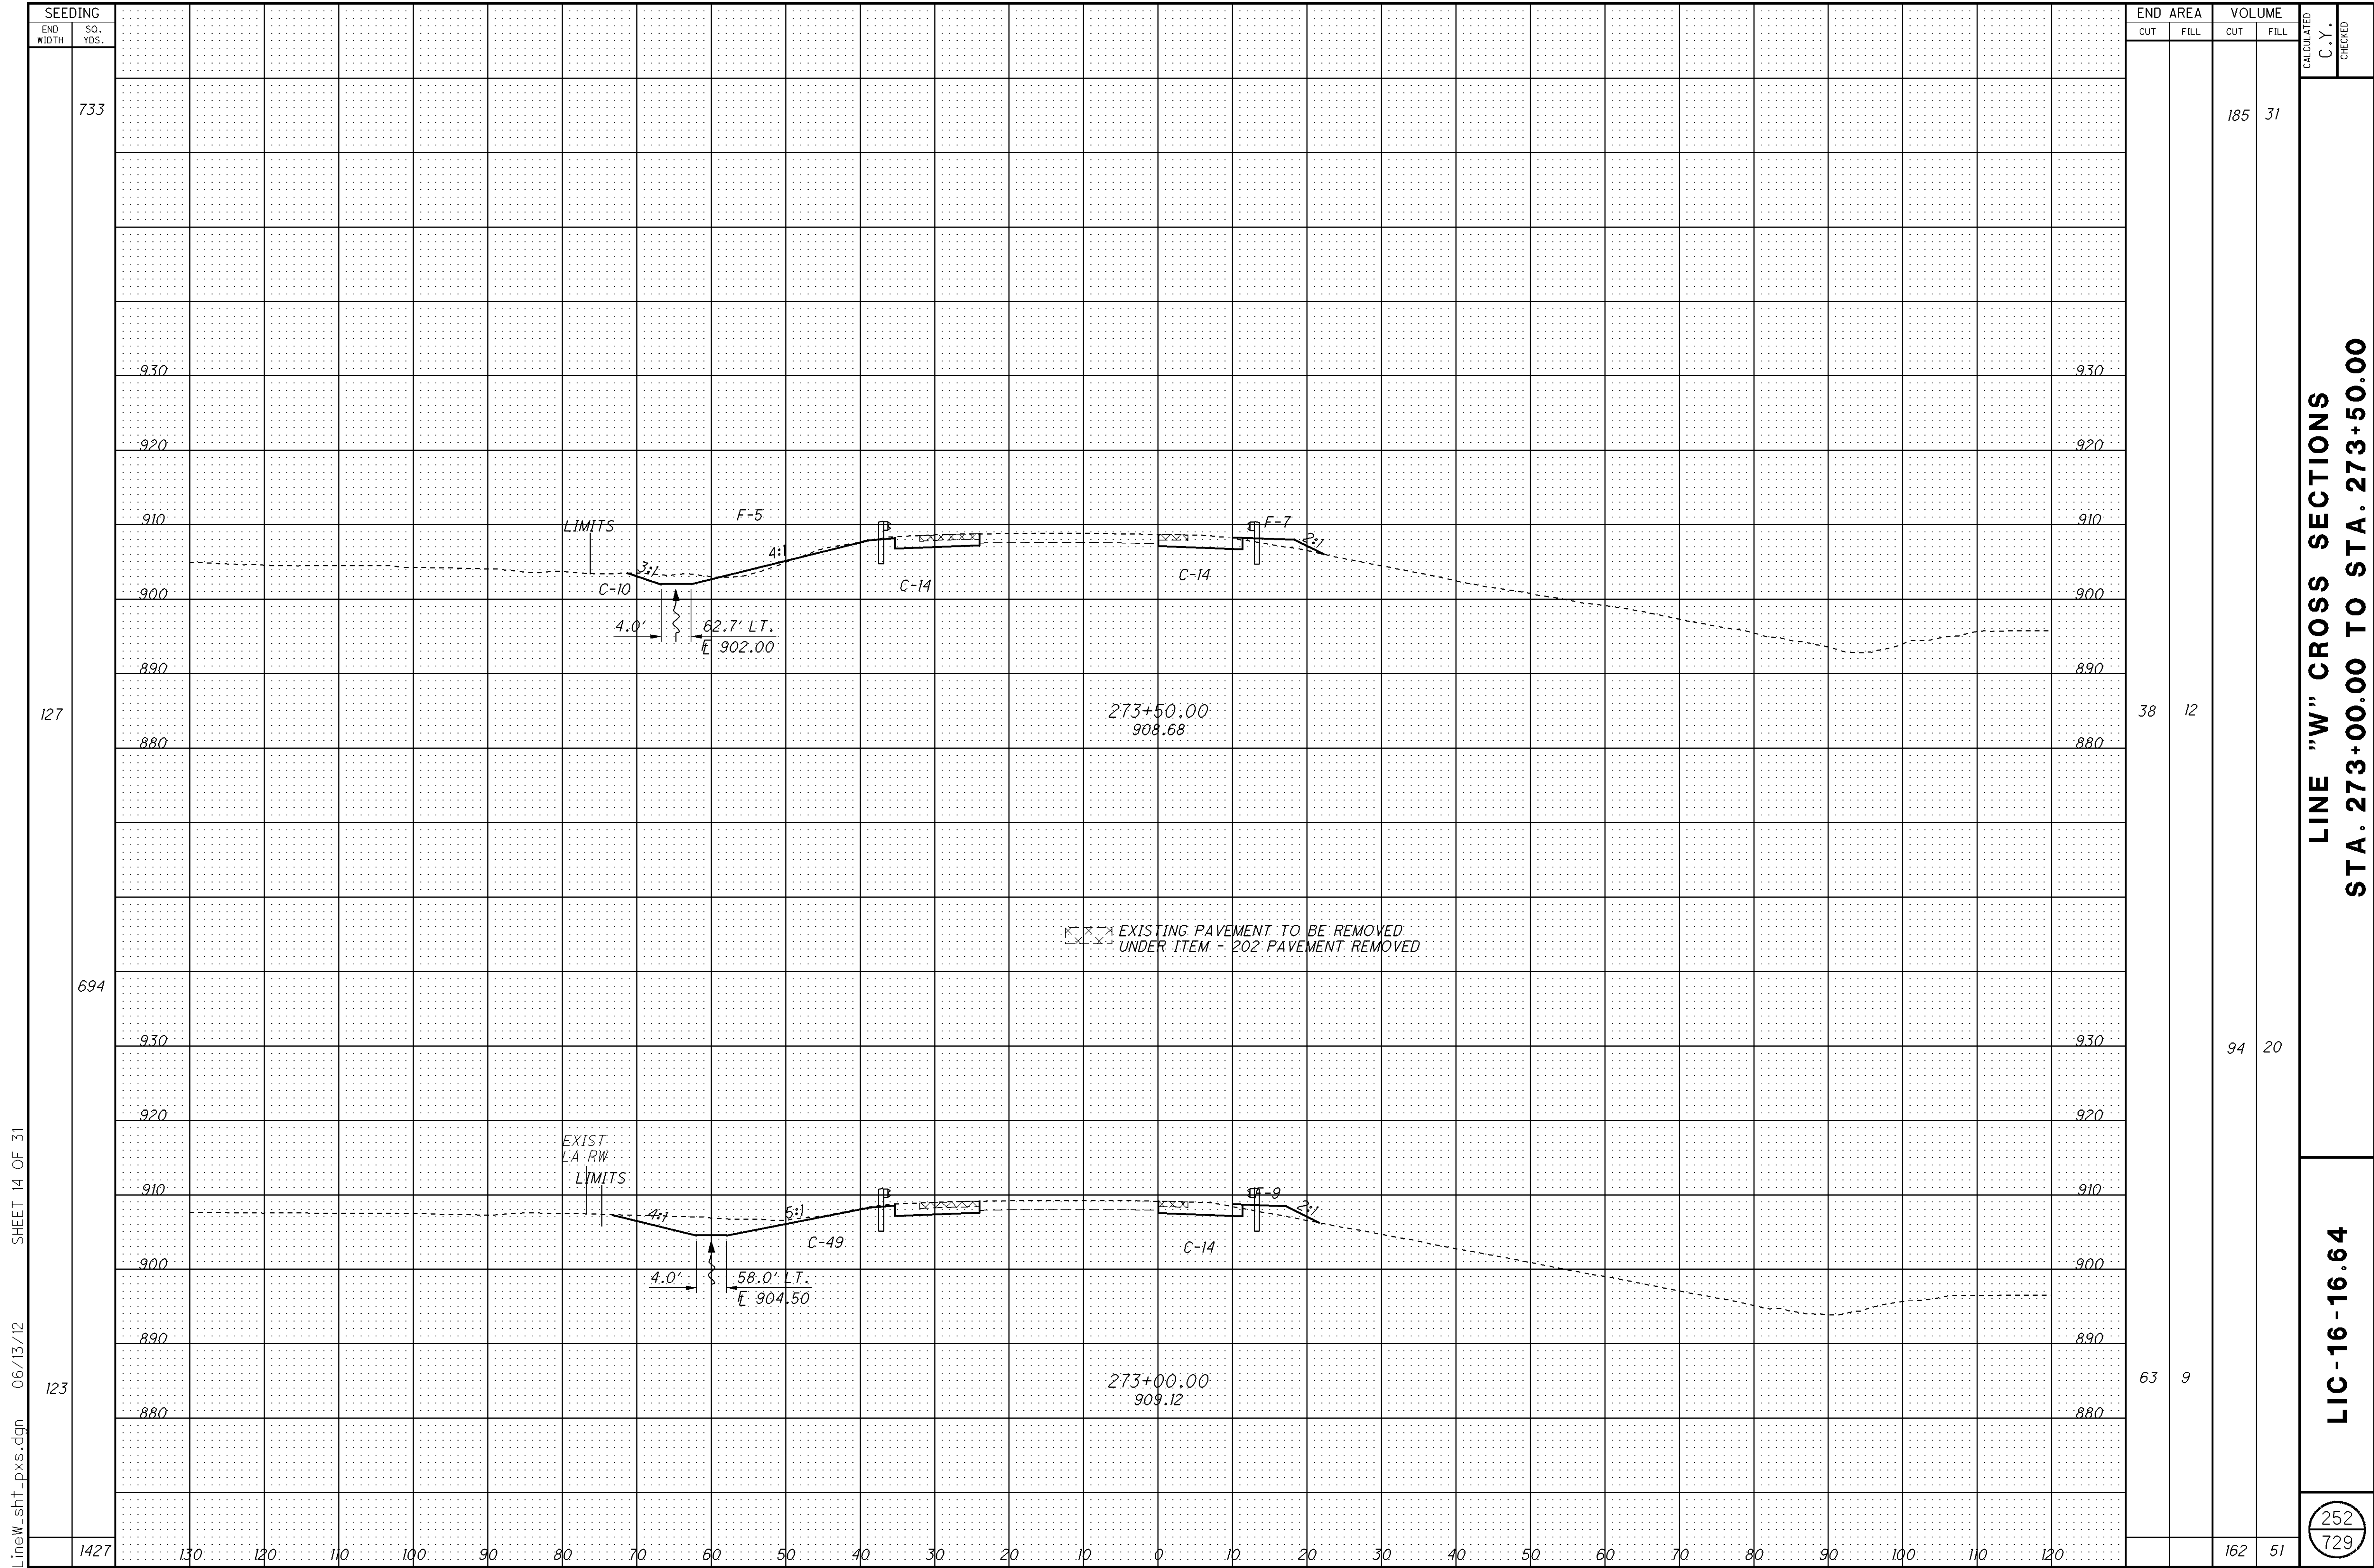 SEEDING
END WIDTH
SQ. YDS.
END AREA
VOLUME
CUT
FILL
CUT
FILL
CALCULATED
C.Y.
CHECKED
733
185
31
930
930
920
920
F-5
910
LIMITS
F-7
910
4:1
2:1
3:1
C-10
C-14
C-14
900
900
4.0'
62.7' LT.
℄ 902.00
890
890
127
273+50.00
908.68
38
12
880
880
EXISTING PAVEMENT TO BE REMOVED
UNDER ITEM - 202 PAVEMENT REMOVED
694
930
930
94
20
920
920
EXIST
LA RW
LIMITS
910
F-9
910
4:1
5:1
2:1
C-49
C-14
900
900
4.0'
58.0' LT.
℄ 904.50
890
890
123
273+00.00
909.12
63
9
880
880
1427
130 120 110 100 90 80 70 60 50 40 30 20 10 0 10 20 30 40 50 60 70 80 90 100 110 120
162
51
LINE "W" CROSS SECTIONS
STA. 273+00.00 TO STA. 273+50.00
LIC-16-16.64
252
729
LineW_sht_pxs.dgn 06/13/12 SHEET 14 OF 31